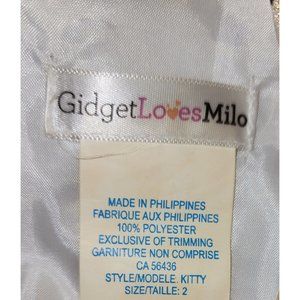 GidgetLovesMilo
MADE IN PHILIPPINES
FABRIQUE AUX PHILIPPINES
100% POLYESTER
EXCLUSIVE OF TRIMMING
GARNITURE NON COMPRISE
CA 56436
STYLE/MODELE. KITTY
SIZE/TAILLE: 2